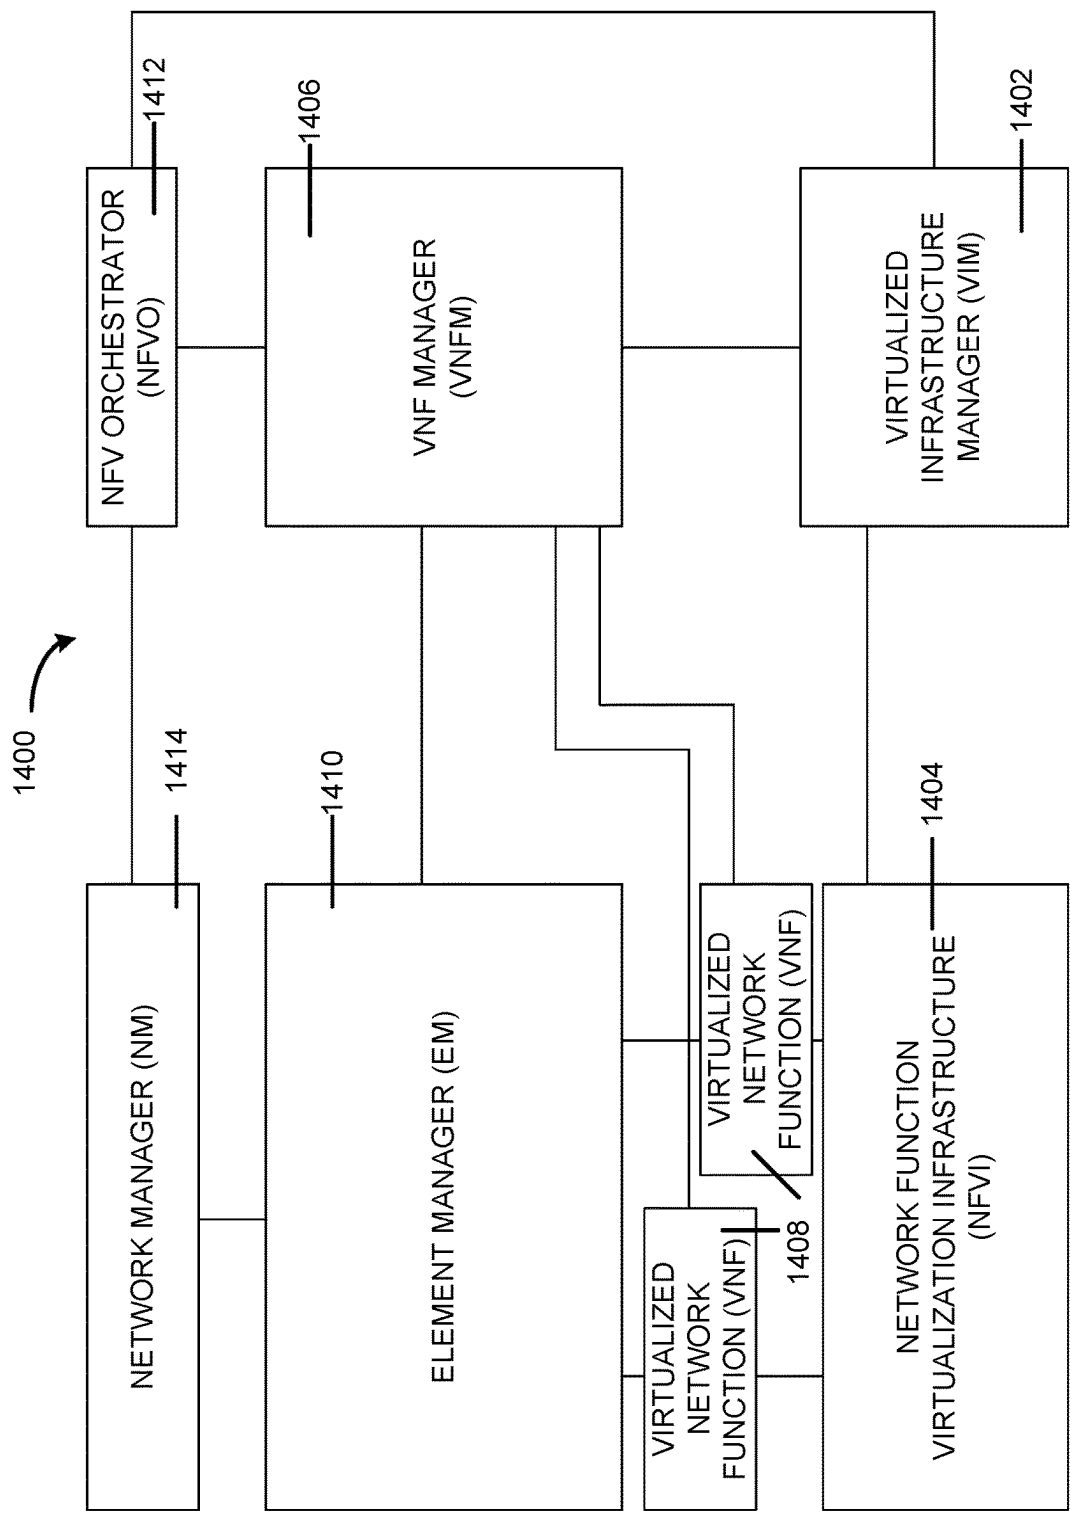 1400
NETWORK MANAGER (NM)
1414
NFV ORCHESTRATOR
(NFVO)
1412
ELEMENT MANAGER (EM)
1410
VNF MANAGER
(VNFM)
1406
VIRTUALIZED
NETWORK
FUNCTION (VNF)
1408
VIRTUALIZED
NETWORK
FUNCTION (VNF)
NETWORK FUNCTION
VIRTUALIZATION INFRASTRUCTURE
(NFVI)
1404
VIRTUALIZED
INFRASTRUCTURE
MANAGER (VIM)
1402